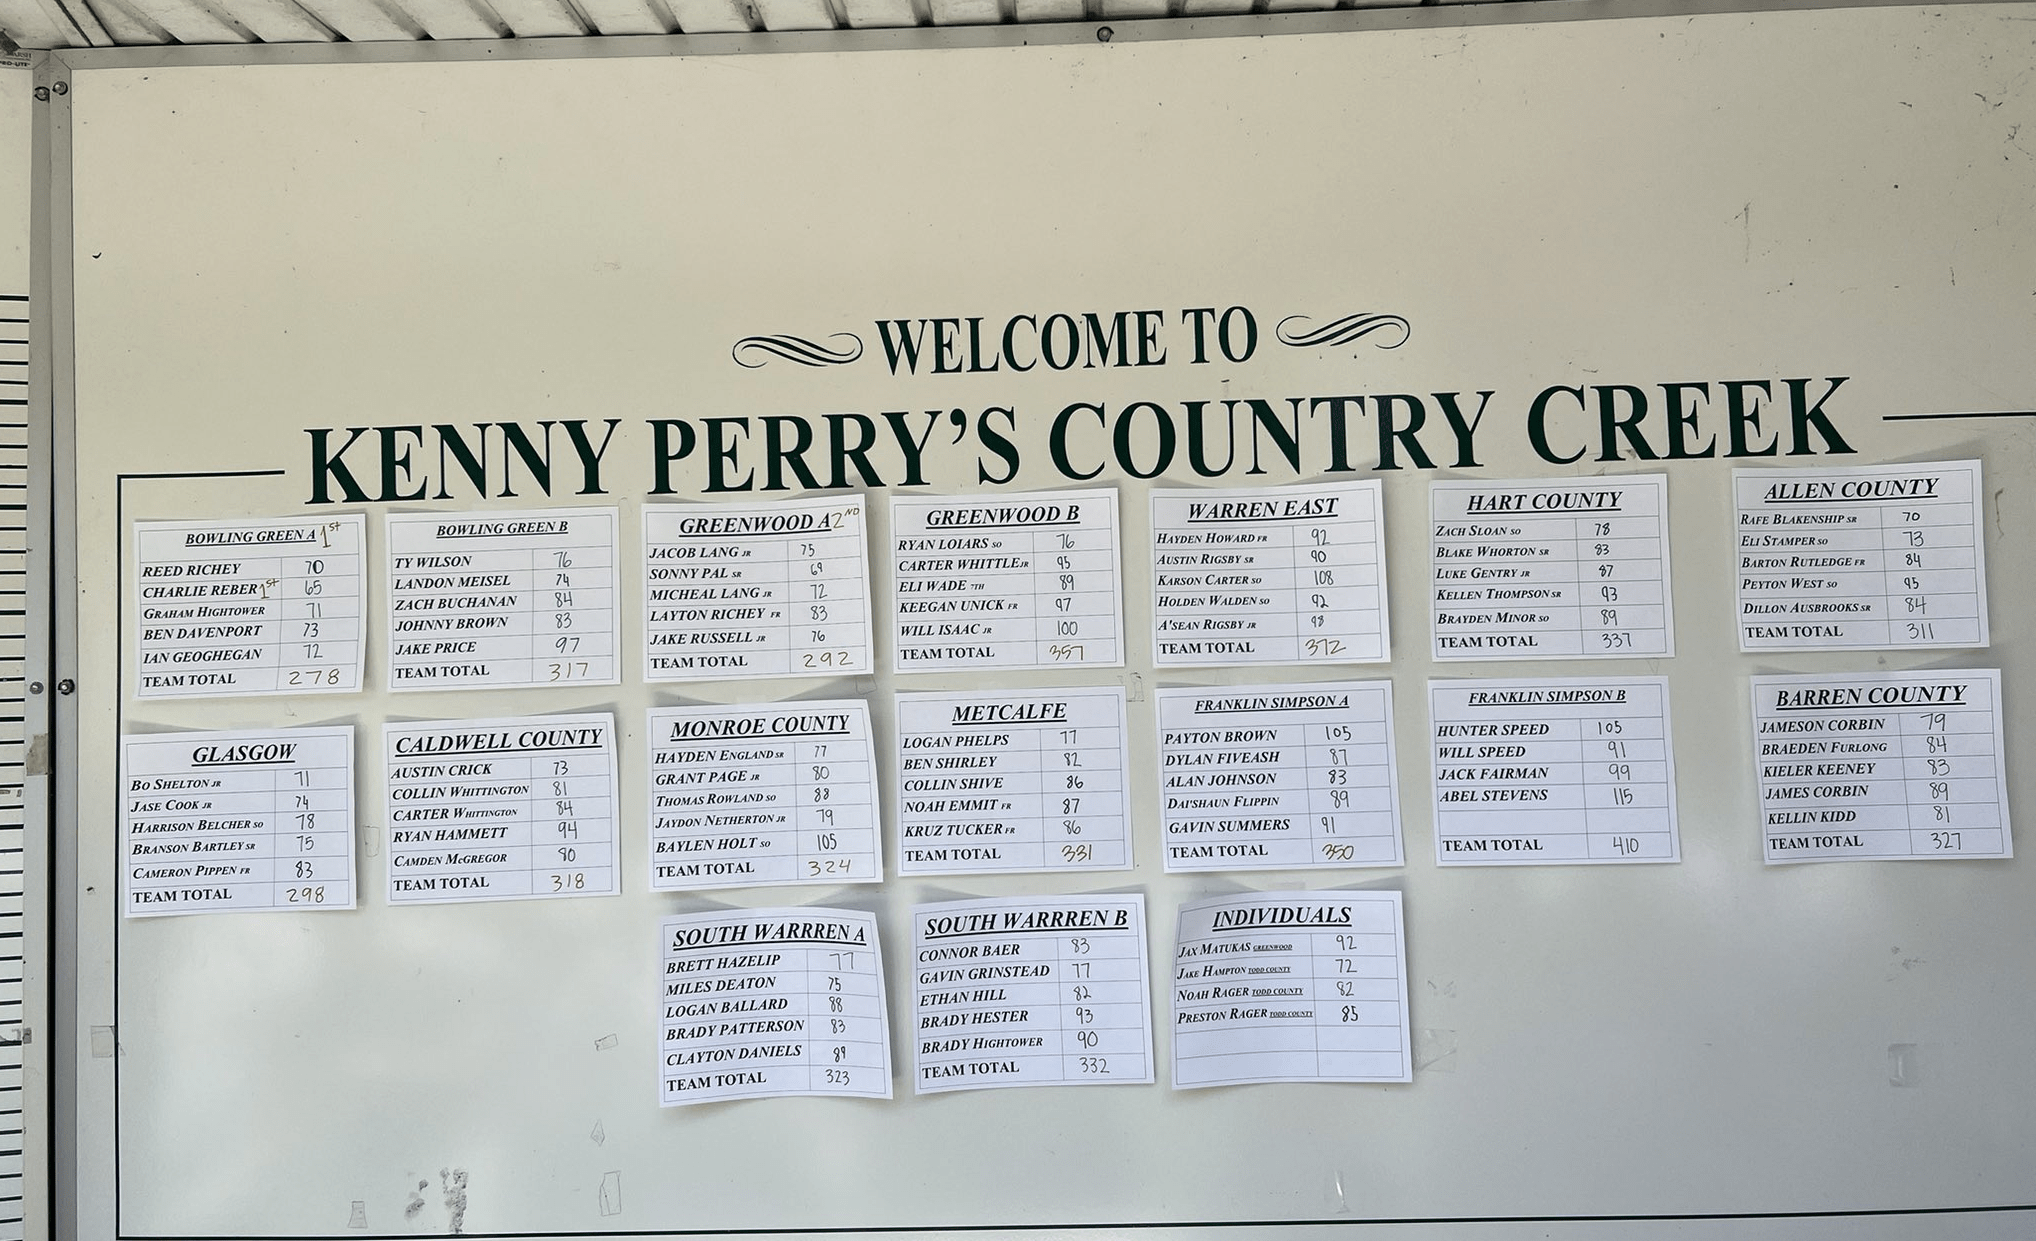 WELCOME TO
KENNY PERRY'S COUNTRY CREEK
BOWLING GREEN A 1ST
REED RICHEY 70
CHARLIE REBER 1st 65
GRAHAM HIGHTOWER 71
BEN DAVENPORT 73
IAN GEOGHEGAN 72
TEAM TOTAL 278
BOWLING GREEN B
TY WILSON 76
LANDON MEISEL 74
ZACH BUCHANAN 84
JOHNNY BROWN 83
JAKE PRICE 97
TEAM TOTAL 317
GREENWOOD A 2ND
JACOB LANG JR 75
SONNY PAL SR 69
MICHEAL LANG JR 72
LAYTON RICHEY FR 83
JAKE RUSSELL JR 76
TEAM TOTAL 292
GREENWOOD B
RYAN LOIARS SO 76
CARTER WHITTLE JR 95
ELI WADE 7TH 89
KEEGAN UNICK FR 97
WILL ISAAC JR 100
TEAM TOTAL 357
WARREN EAST
HAYDEN HOWARD FR 92
AUSTIN RIGSBY SR 90
KARSON CARTER SO 108
HOLDEN WALDEN SO 92
A'SEAN RIGSBY JR 98
TEAM TOTAL 372
HART COUNTY
ZACH SLOAN SO 78
BLAKE WHORTON SR 83
LUKE GENTRY JR 87
KELLEN THOMPSON SR 93
BRAYDEN MINOR SO 89
TEAM TOTAL 337
ALLEN COUNTY
RAFE BLAKENSHIP SR 70
ELI STAMPER SO 73
BARTON RUTLEDGE FR 84
PEYTON WEST SO 95
DILLON AUSBROOKS SR 84
TEAM TOTAL 311
GLASGOW
BO SHELTON JR 71
JASE COOK JR 74
HARRISON BELCHER SO 78
BRANSON BARTLEY SR 75
CAMERON PIPPEN FR 83
TEAM TOTAL 298
CALDWELL COUNTY
AUSTIN CRICK 73
COLLIN WHITTINGTON 81
CARTER WHITTINGTON 84
RYAN HAMMETT 94
CAMDEN MCGREGOR 80
TEAM TOTAL 318
MONROE COUNTY
HAYDEN ENGLAND SR 77
GRANT PAGE JR 80
THOMAS ROWLAND SO 88
JAYDON NETHERTON JR 79
BAYLEN HOLT SO 105
TEAM TOTAL 324
METCALFE
LOGAN PHELPS 77
BEN SHIRLEY 82
COLLIN SHIVE 86
NOAH EMMIT FR 87
KRUZ TUCKER FR 86
TEAM TOTAL 331
FRANKLIN SIMPSON A
PAYTON BROWN 105
DYLAN FIVEASH 87
ALAN JOHNSON 83
DAI'SHAUN FLIPPIN 89
GAVIN SUMMERS 91
TEAM TOTAL 350
FRANKLIN SIMPSON B
HUNTER SPEED 105
WILL SPEED 91
JACK FAIRMAN 99
ABEL STEVENS 115
TEAM TOTAL 410
BARREN COUNTY
JAMESON CORBIN 79
BRAEDEN FURLONG 84
KIELER KEENEY 83
JAMES CORBIN 89
KELLIN KIDD 81
TEAM TOTAL 327
SOUTH WARRREN A
BRETT HAZELIP 77
MILES DEATON 75
LOGAN BALLARD 88
BRADY PATTERSON 83
CLAYTON DANIELS 89
TEAM TOTAL 323
SOUTH WARRREN B
CONNOR BAER 83
GAVIN GRINSTEAD 77
ETHAN HILL 82
BRADY HESTER 93
BRADY HIGHTOWER 90
TEAM TOTAL 332
INDIVIDUALS
JAX MATUKAS GREENWOOD 92
JAKE HAMPTON TODD COUNTY 72
NOAH RAGER TODD COUNTY 82
PRESTON RAGER TODD COUNTY 85